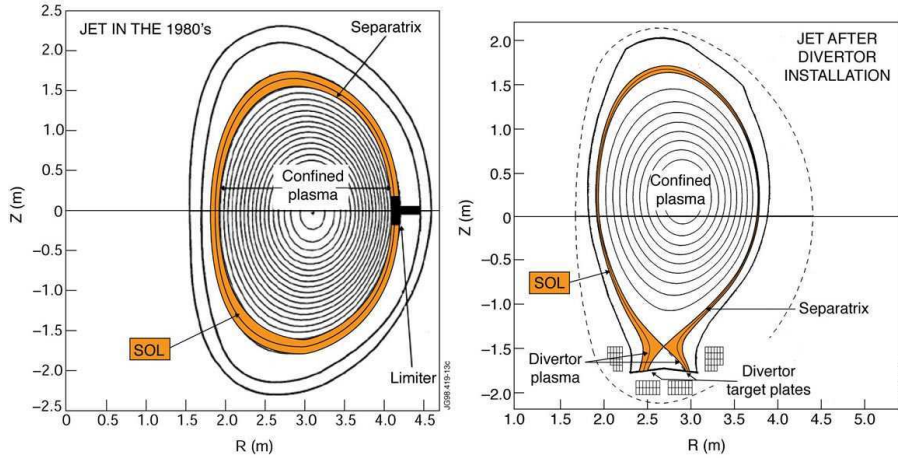 JET IN THE 1980's
Separatrix
Confined
plasma
SOL
Limiter
JG98.419-13c
Z (m)
2.5
2.0
1.5
1.0
0.5
0
–0.5
–1.0
–1.5
–2.0
–2.5
0 0.5 1.0 1.5 2.0 2.5 3.0 3.5 4.0 4.5
R (m)
JET AFTER
DIVERTOR
INSTALLATION
Confined
plasma
SOL
Separatrix
Divertor
plasma
Divertor
target plates
Z (m)
2.0
1.5
1.0
0.5
0
–0.5
–1.0
–1.5
–2.0
1.0 2.0 2.5 3.0 3.5 4.0 4.5 5.0
R (m)